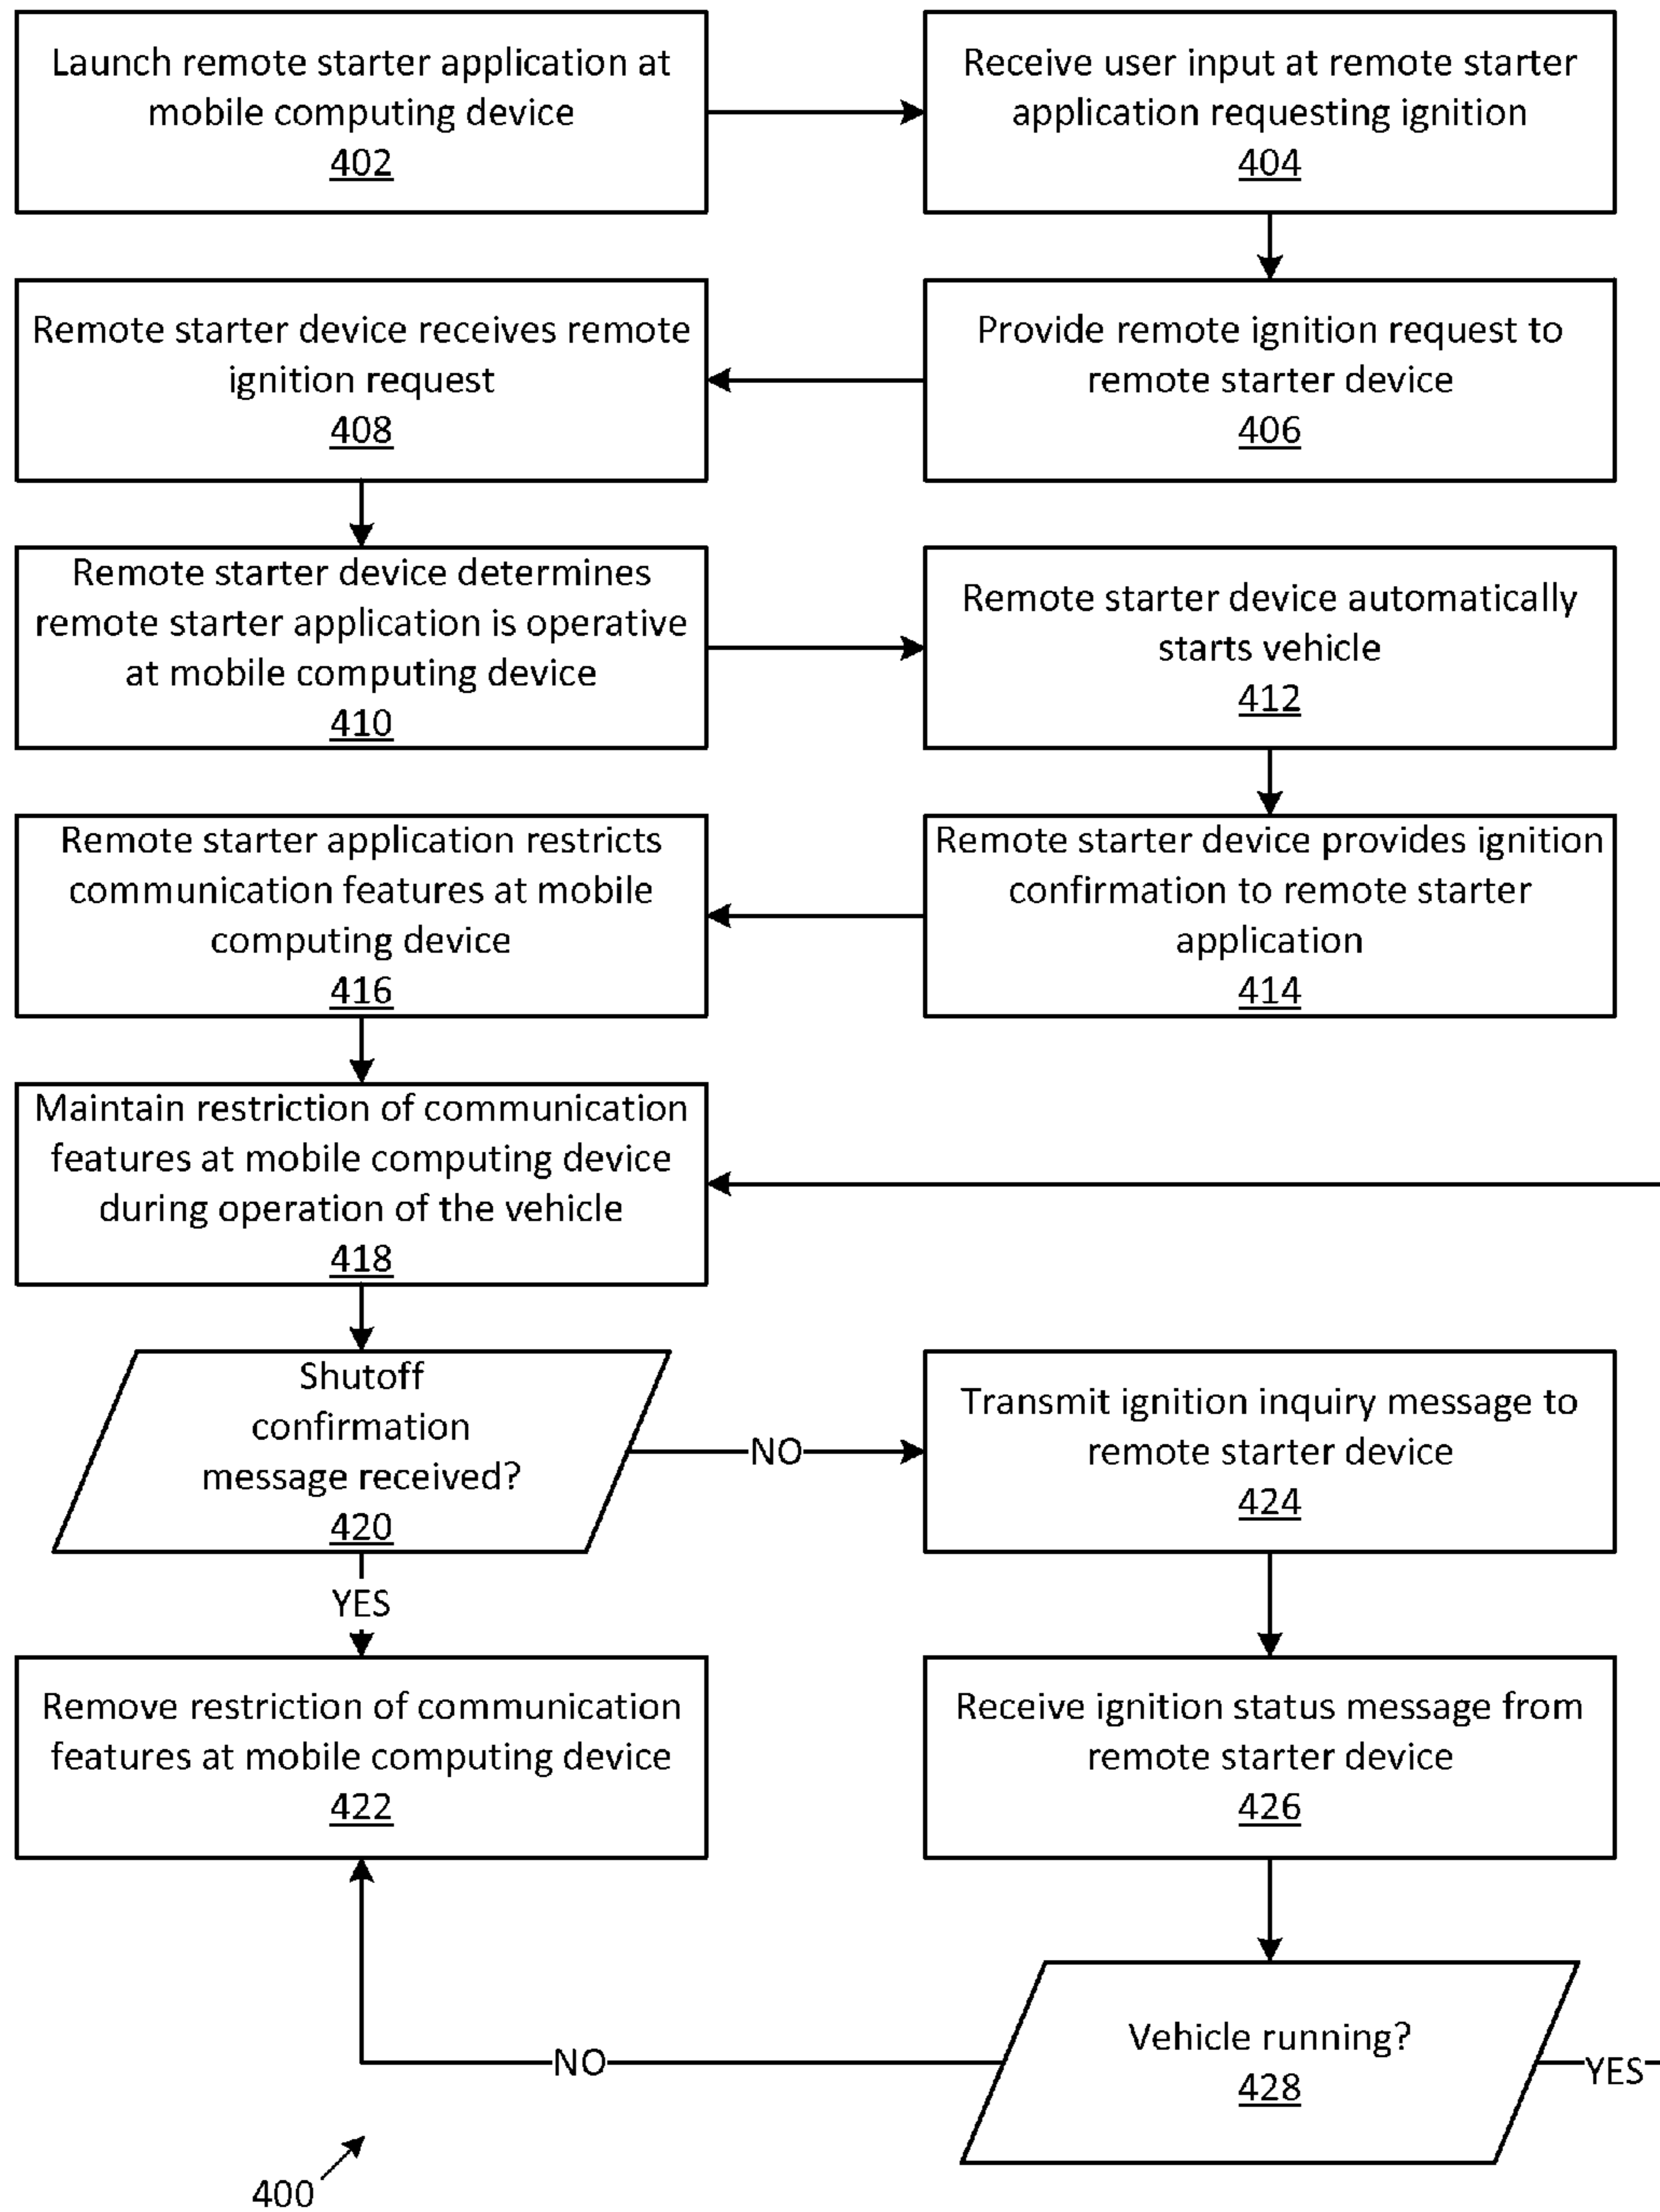 Launch remote starter application at
mobile computing device
402
Receive user input at remote starter
application requesting ignition
404
Remote starter device receives remote
ignition request
408
Provide remote ignition request to
remote starter device
406
Remote starter device determines
remote starter application is operative
at mobile computing device
410
Remote starter device automatically
starts vehicle
412
Remote starter application restricts
communication features at mobile
computing device
416
Remote starter device provides ignition
confirmation to remote starter
application
414
Maintain restriction of communication
features at mobile computing device
during operation of the vehicle
418
Shutoff
confirmation
message received?
420
NO
Transmit ignition inquiry message to
remote starter device
424
YES
Remove restriction of communication
features at mobile computing device
422
Receive ignition status message from
remote starter device
426
NO
Vehicle running?
428
YES
400